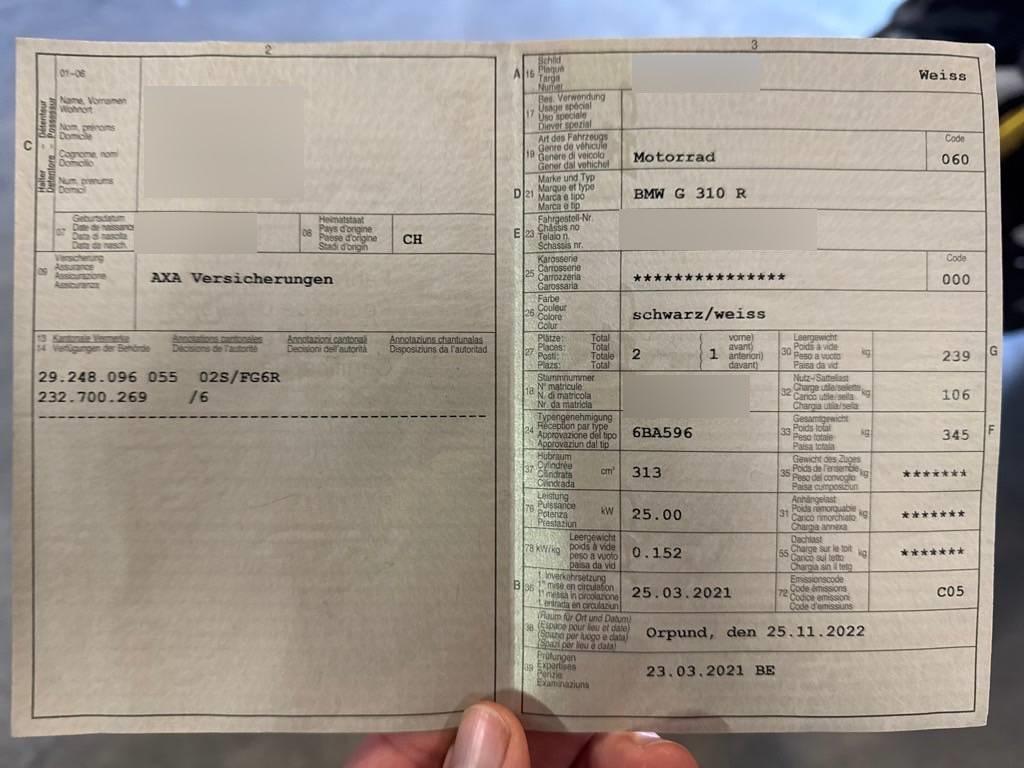 2
01-06
C
Halter - Détenteur
Detentore - Possessur
Name, Vornamen
Wohnort
Nom, prénoms
Domicile
Cognome, nomi
Domicilio
Num, prenums
Domicil
07
Geburtsdatum
Date de naissance
Data di nascita
Data da nasch.
08
Heimatstaat
Pays d'origine
Paese d'origine
Stadi d'origin
CH
09
Versicherung
Assurance
Assicurazione
Assicuranza
AXA Versicherungen
13 Kantonale Vermerke Annotations cantonales Annotazioni cantonali Annotaziuns chantunalas
14 Verfügungen der Behörde Décisions de l'autorité Decisioni dell'autorità Disposiziuns da l'autoritad
29.248.096 055 02S/FG6R
232.700.269 /6
3
A 15
Schild
Plaque
Targa
Numer
Weiss
17
Bes. Verwendung
Usage spécial
Uso speciale
Diever spezial
19
Art des Fahrzeugs
Genre de véhicule
Genere di veicolo
Gener dal vehichel
Motorrad
Code
060
D 21
Marke und Typ
Marque et type
Marca e tipo
Marca e tip
BMW G 310 R
E 23
Fahrgestell-Nr.
Châssis no
Telaio n.
Schassis nr.
25
Karosserie
Carrosserie
Carrozzeria
Carossaria
***************
Code
000
26
Farbe
Couleur
Colore
Colur
schwarz/weiss
27
Plätze: Total
Places: Total
Posti: Totale
Plazs: Total
2
1
vorne)
avant)
anteriori)
davant)
30
Leergewicht
Poids à vide
Peso a vuoto
Paisa da vid
kg
239
G
18
Stammnummer
N° matricule
N. di matricola
Nr. da matricla
32
Nutz-/Sattellast
Charge utile/sellette
Carico utile/sella
Chargia utila/sella
kg
106
24
Typengenehmigung
Réception par type
Approvazione del tipo
Approvaziun dal tip
6BA596
33
Gesamtgewicht
Poids total
Peso totale
Paisa totala
kg
345
F
37
Hubraum
Cylindrée
Cilindrata
Cilindrada
cm³
313
35
Gewicht des Zuges
Poids de l'ensemble
Peso del convoglio
Paisa cumposiziun
kg
*******
76
Leistung
Puissance
Potenza
Prestaziun
kW
25.00
31
Anhängelast
Poids remorquable
Carico rimorchiato
Chargia annexa
kg
*******
78 kW/kg
Leergewicht
poids à vide
peso a vuoto
paisa da vid
0.152
55
Dachlast
Charge sur le toit
Carico sul tetto
Chargia sin il tetg
kg
*******
B 36
1. Inverkehrsetzung
1re mise en circulation
1a messa in circolazione
1. entrada en circulaziun
25.03.2021
72
Emissionscode
Code émissions
Codice emissioni
Code d'emissiuns
C05
38
(Raum für Ort und Datum)
(Espace pour lieu et date)
(Spazio per luogo e data)
(Spazi per lieu e data)
Orpund, den 25.11.2022
39
Prüfungen
Expertises
Perizie
Examinaziuns
23.03.2021 BE